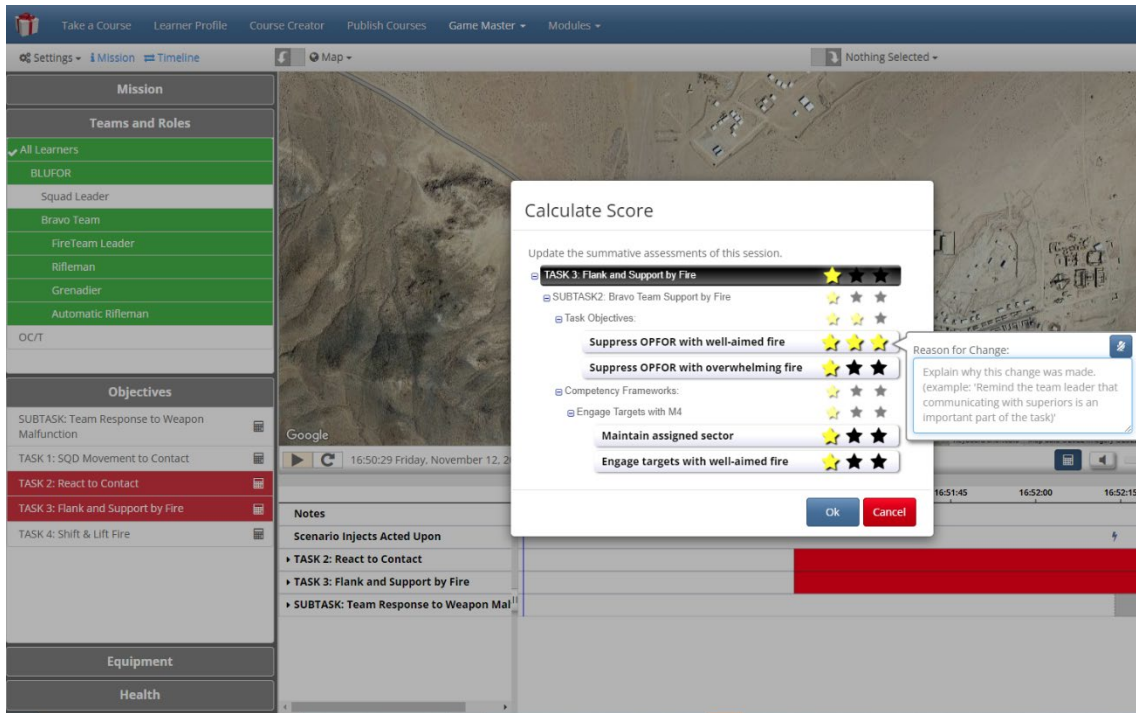 Take a Course Learner Profile Course Creator Publish Courses Game Master Modules
Settings Mission Timeline
Map
Nothing Selected
Mission
Teams and Roles
All Learners
BLUFOR
Squad Leader
Bravo Team
FireTeam Leader
Rifleman
Grenadier
Automatic Rifleman
OC/T
Objectives
SUBTASK: Team Response to Weapon
Malfunction
TASK 1: SQD Movement to Contact
TASK 2: React to Contact
TASK 3: Flank and Support by Fire
TASK 4: Shift & Lift Fire
Equipment
Health
Google
Calculate Score
Update the summative assessments of this session.
TASK 3: Flank and Support by Fire
SUBTASK2: Bravo Team Support by Fire
Task Objectives:
Suppress OPFOR with well-aimed fire
Suppress OPFOR with overwhelming fire
Competency Frameworks:
Engage Targets with M4
Maintain assigned sector
Engage targets with well-aimed fire
Ok Cancel
Reason for Change:
Explain why this change was made.
(example: 'Remind the team leader that
communicating with superiors is an
important part of the task)'
16:50:29 Friday, November 12, 2
16:51:45 16:52:00 16:52:15
Notes
Scenario Injects Acted Upon
TASK 2: React to Contact
TASK 3: Flank and Support by Fire
SUBTASK: Team Response to Weapon Mal